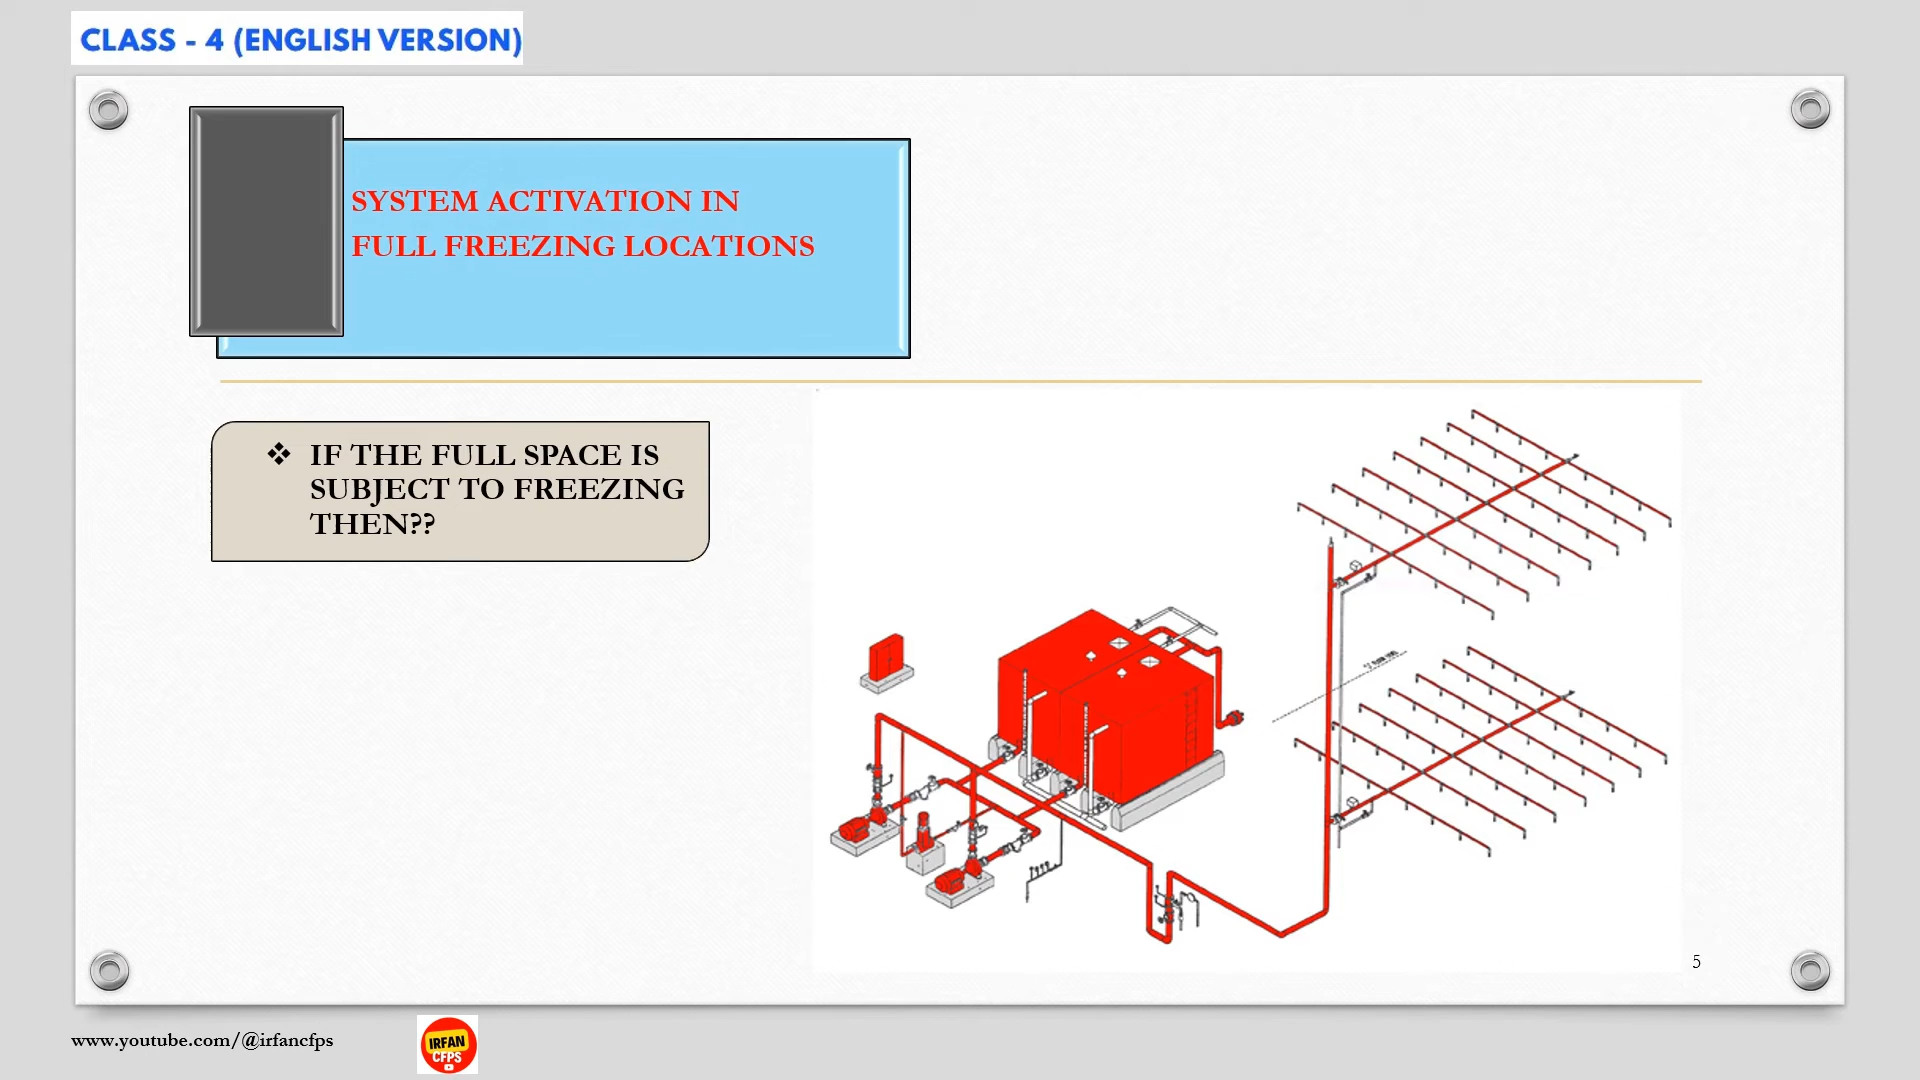 CLASS - 4 (ENGLISH VERSION)
SYSTEM ACTIVATION IN
FULL FREEZING LOCATIONS
❖ IF THE FULL SPACE IS
SUBJECT TO FREEZING
THEN??
5
www.youtube.com/@irfancfps
IRFAN
CFPS